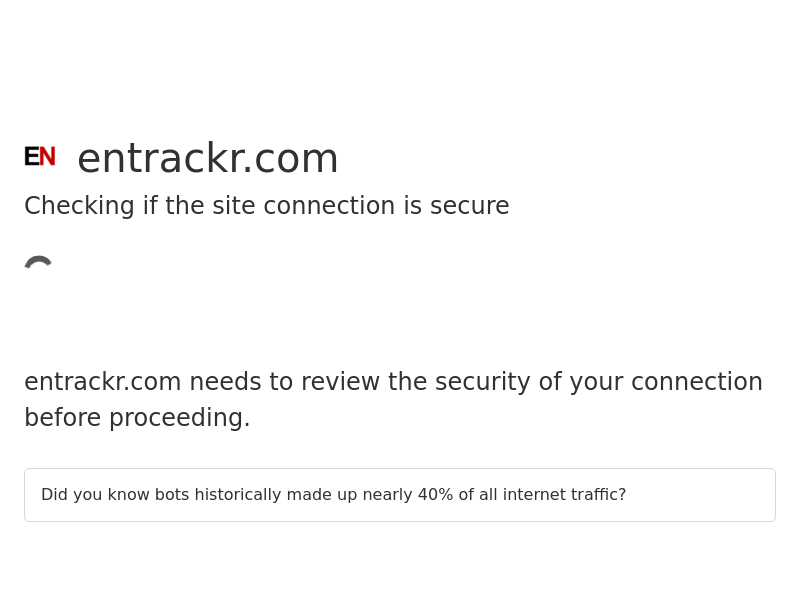 EN entrackr.com
Checking if the site connection is secure
entrackr.com needs to review the security of your connection
before proceeding.
Did you know bots historically made up nearly 40% of all internet traffic?